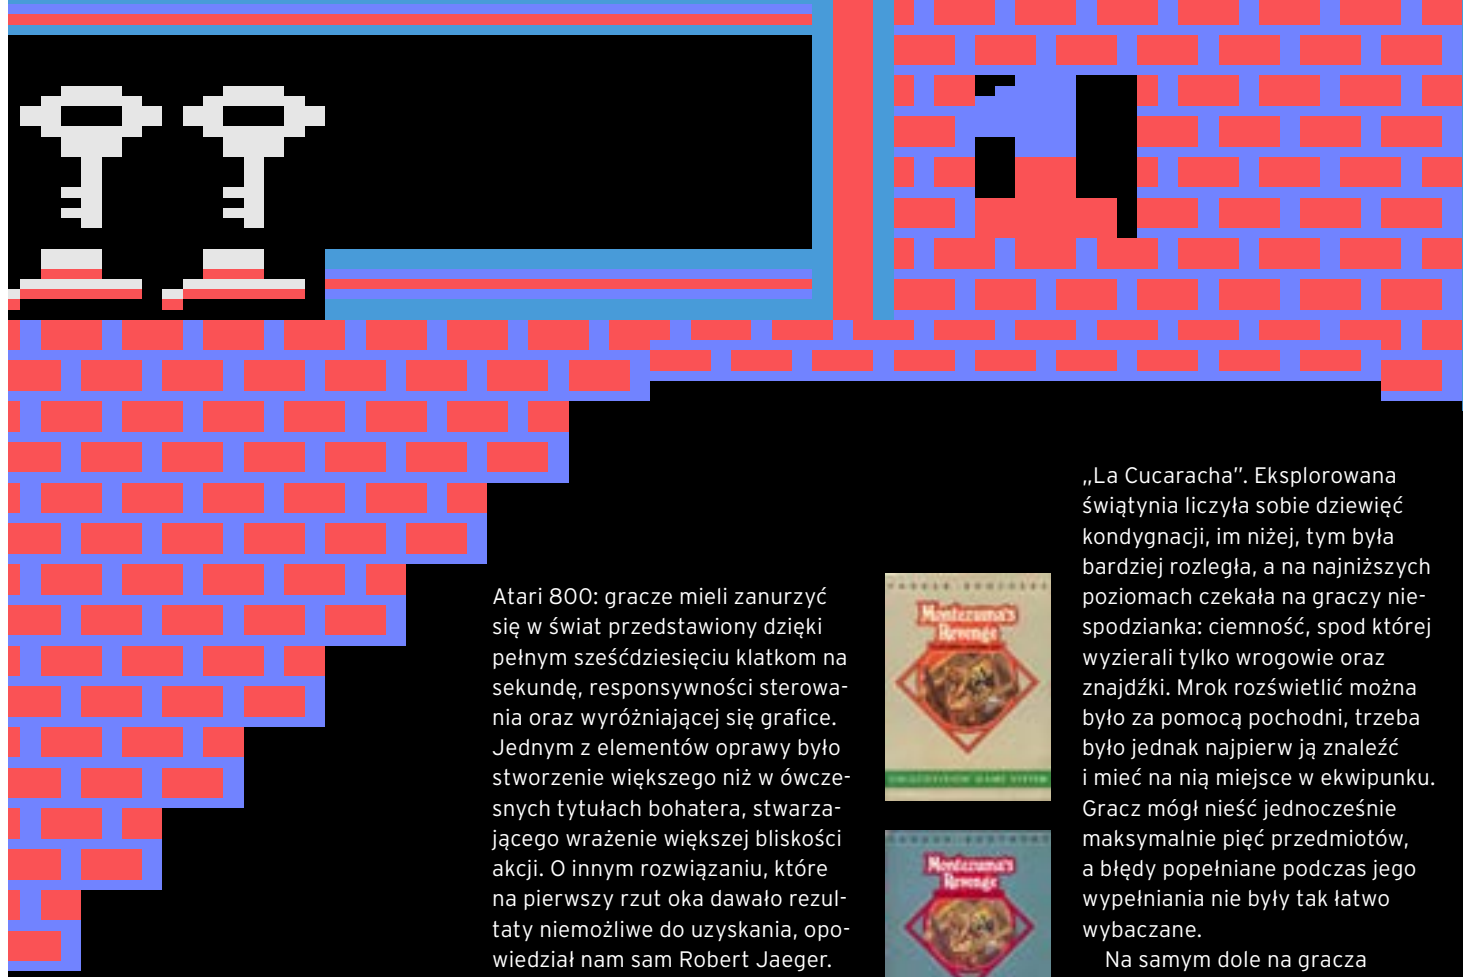 Atari 800: gracze mieli zanurzyć
się w świat przedstawiony dzięki
pełnym sześćdziesięciu klatkom na
sekundę, responsywności sterowa-
nia oraz wyróżniającej się grafice.
Jednym z elementów oprawy było
stworzenie większego niż w ówcze-
snych tytułach bohatera, stwarza-
jącego wrażenie większej bliskości
akcji. O innym rozwiązaniu, które
na pierwszy rzut oka dawało rezul-
taty niemożliwe do uzyskania, opo-
wiedział nam sam Robert Jaeger.
PARKER BROTHERS
Montezuma's
Revenge
Montezuma's
Revenge
„La Cucaracha”. Eksplorowana
świątynia liczyła sobie dziewięć
kondygnacji, im niżej, tym była
bardziej rozległa, a na najniższych
poziomach czekała na graczy nie-
spodzianka: ciemność, spod której
wyzierali tylko wrogowie oraz
znajdźki. Mrok rozświetlić można
było za pomocą pochodni, trzeba
było jednak najpierw ją znaleźć
i mieć na nią miejsce w ekwipunku.
Gracz mógł nieść jednocześnie
maksymalnie pięć przedmiotów,
a błędy popełniane podczas jego
wypełniania nie były tak łatwo
wybaczane.
Na samym dole na gracza